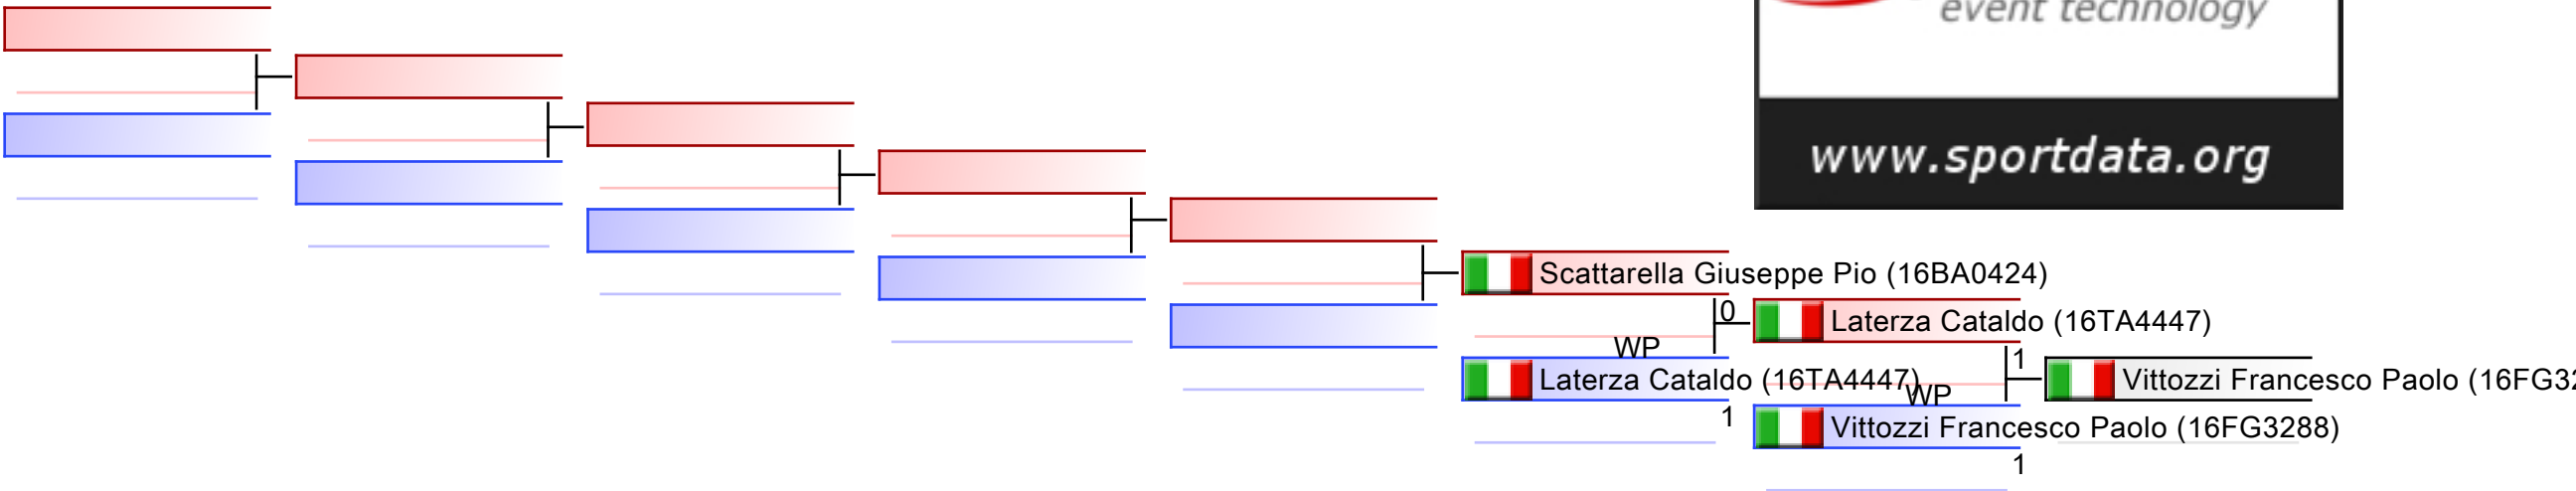 event technology
www.sportdata.org
Scattarella Giuseppe Pio (16BA0424)
0
Laterza Cataldo (16TA4447)
WP
1
Laterza Cataldo (16TA4447)
Vittozzi Francesco Paolo (16FG32
WP
1
Vittozzi Francesco Paolo (16FG3288)
1